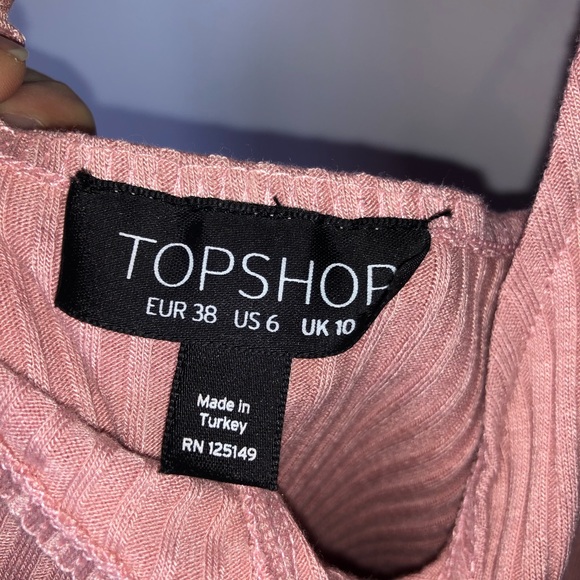 TOPSHOP
EUR 38 US 6 UK 10
Made in
Turkey
RN 125149